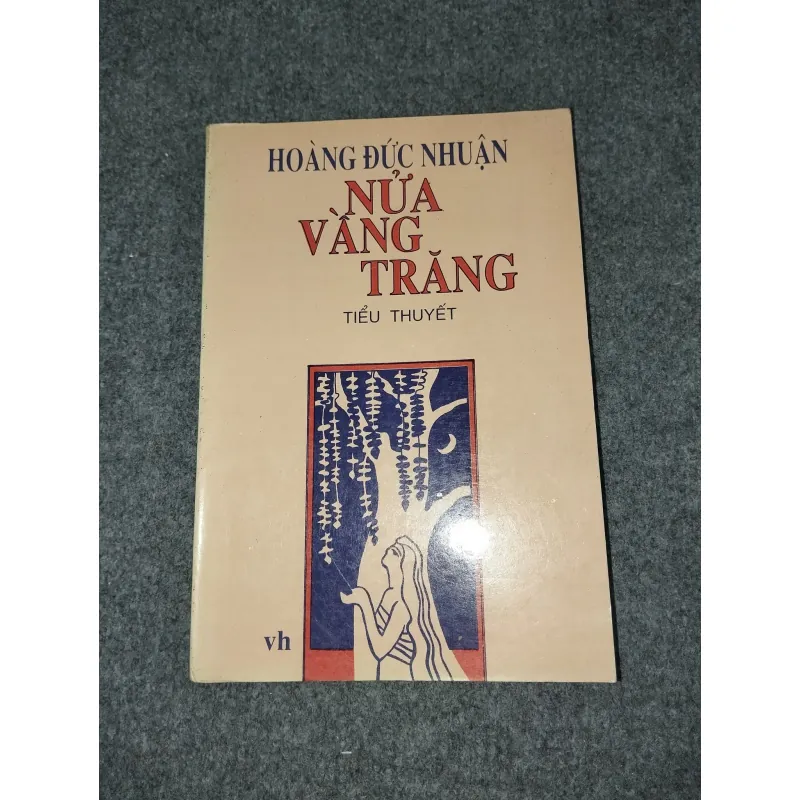 HOÀNG ĐỨC NHUẬN
NỬA
VẦNG
TRĂNG
TIỂU THUYẾT
vh